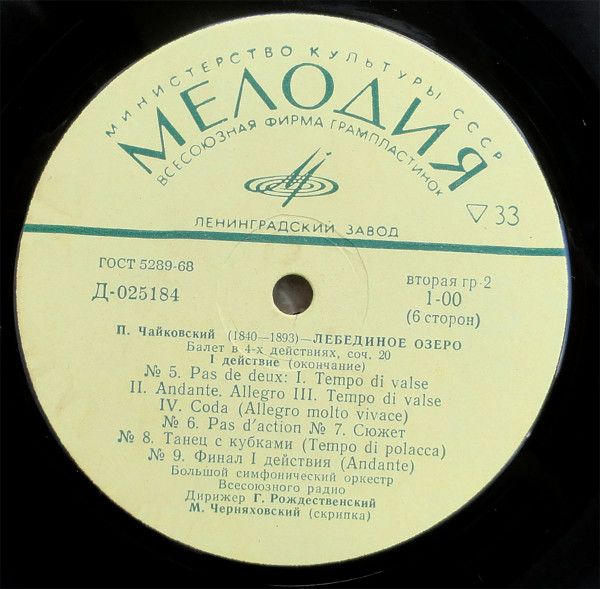 МИНИСТЕРСТВО КУЛЬТУРЫ СССР
МЕЛОДИЯ
ВСЕСОЮЗНАЯ ФИРМА ГРАМПЛАСТИНОК
ЛЕНИНГРАДСКИЙ ЗАВОД
▽ 33
ГОСТ 5289-68
Д-025184
вторая гр·2
1-00
(6 сторон)
П. Чайковский (1840—1893)—ЛЕБЕДИНОЕ ОЗЕРО
Балет в 4-х действиях, соч. 20
I действие (окончание)
№ 5. Pas de deux: I. Tempo di valse
II. Andante. Allegro III. Tempo di valse
IV. Coda (Allegro molto vivace)
№ 6. Pas d'action № 7. Сюжет
№ 8. Танец с кубками (Tempo di polacca)
№ 9. Финал I действия (Andante)
Большой симфонический оркестр
Всесоюзного радио
Дирижер Г. Рождественский
М. Черняховский (скрипка)